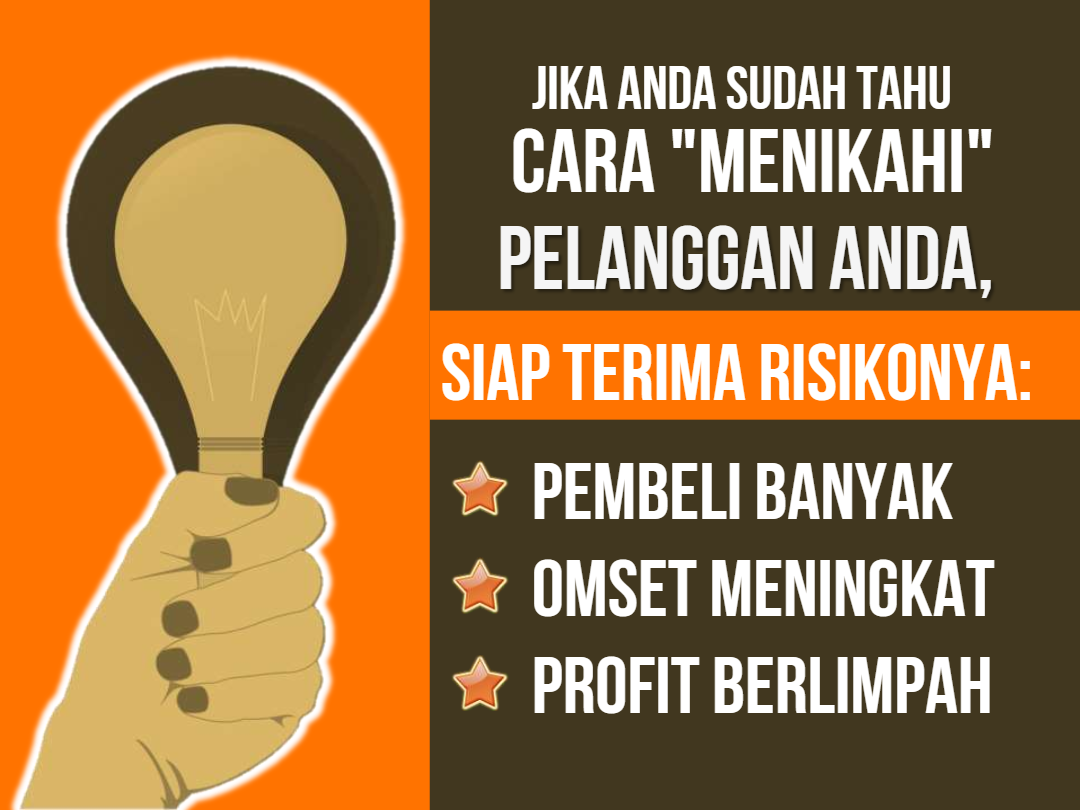 JIKA ANDA SUDAH TAHU
CARA "MENIKAHI"
PELANGGAN ANDA,
SIAP TERIMA RISIKONYA:
PEMBELI BANYAK
OMSET MENINGKAT
PROFIT BERLIMPAH